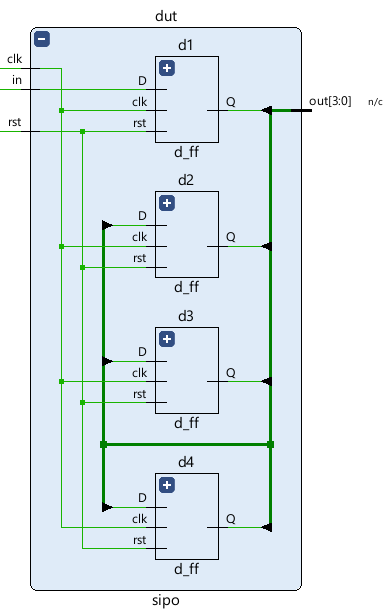 dut
d1
clk
in
rst
D
clk
rst
Q
d_ff
out[3:0] n/c
d2
D
clk
rst
Q
d_ff
d3
D
clk
rst
Q
d_ff
d4
D
clk
rst
Q
d_ff
sipo